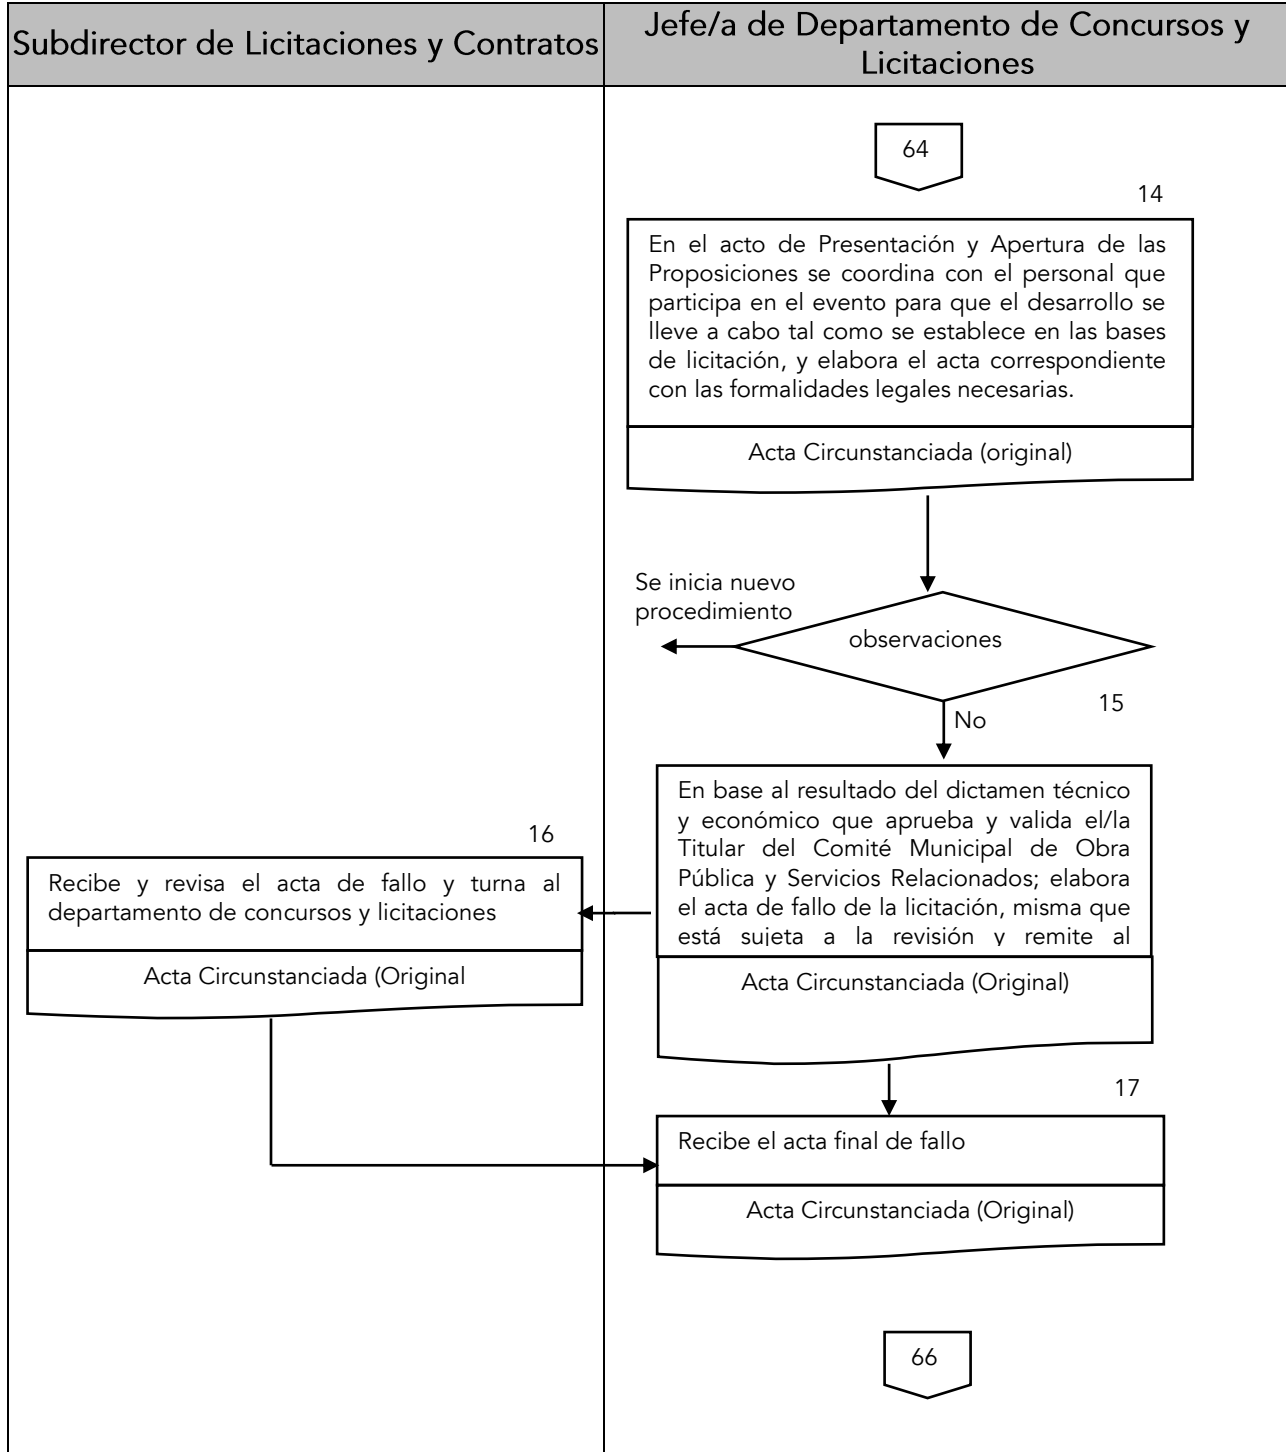 Subdirector de Licitaciones y Contratos
Jefe/a de Departamento de Concursos y
Licitaciones
64
14
En el acto de Presentación y Apertura de las
Proposiciones se coordina con el personal que
participa en el evento para que el desarrollo se
lleve a cabo tal como se establece en las bases
de licitación, y elabora el acta correspondiente
con las formalidades legales necesarias.
Acta Circunstanciada (original)
Se inicia nuevo
procedimiento
observaciones
15
No
En base al resultado del dictamen técnico
y económico que aprueba y valida el/la
Titular del Comité Municipal de Obra
Pública y Servicios Relacionados; elabora
el acta de fallo de la licitación, misma que
está sujeta a la revisión y remite al
Acta Circunstanciada (Original)
16
Recibe y revisa el acta de fallo y turna al
departamento de concursos y licitaciones
Acta Circunstanciada (Original
17
Recibe el acta final de fallo
Acta Circunstanciada (Original)
66